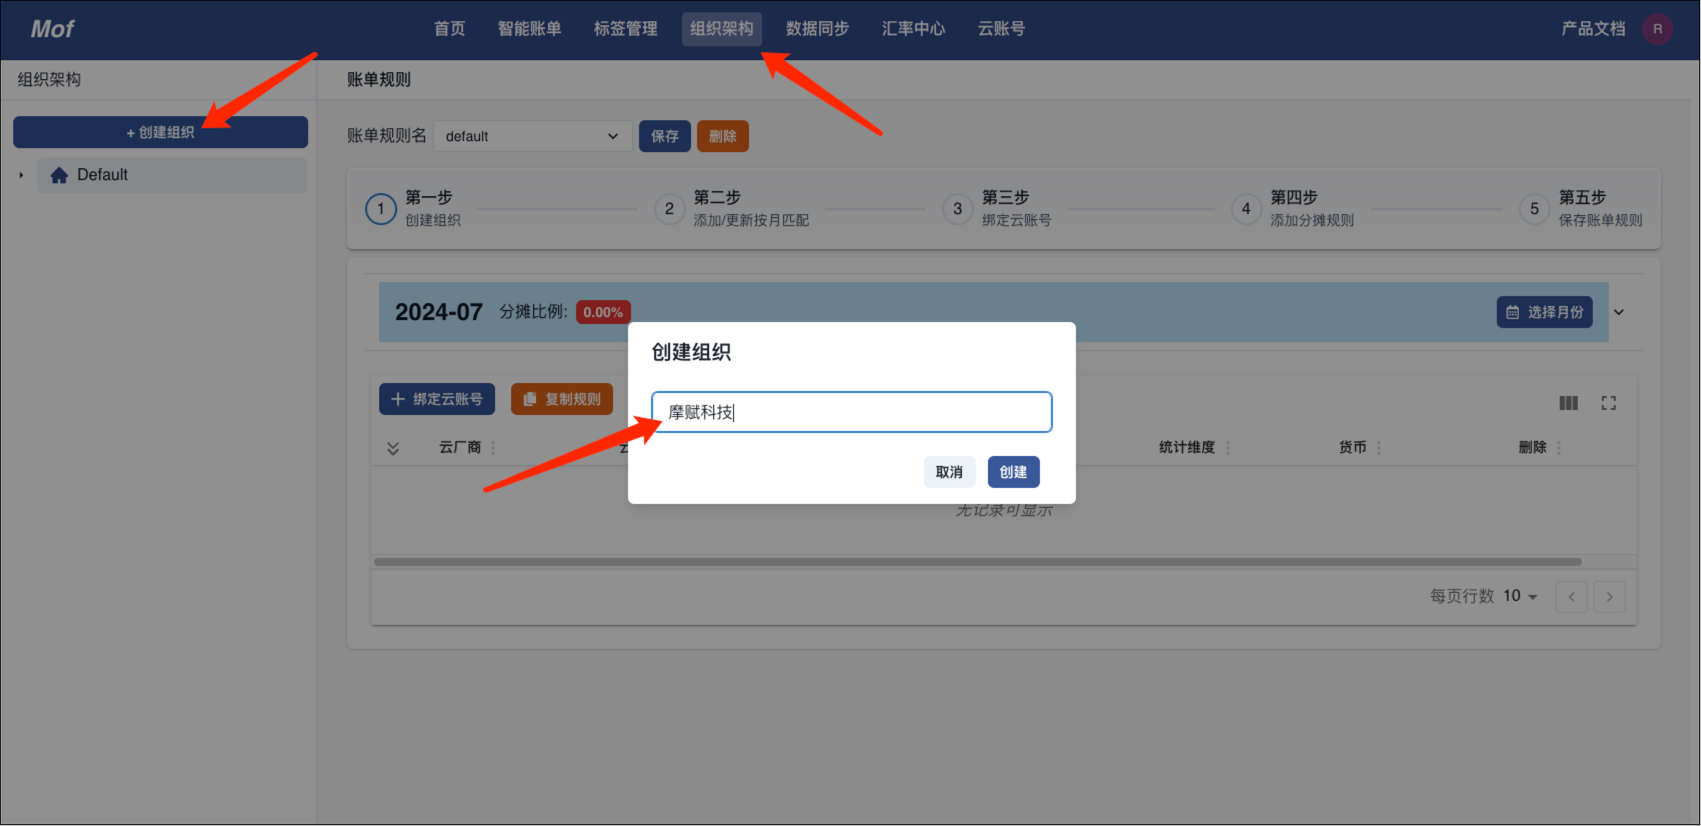 Mof
首页 智能账单 标签管理 组织架构 数据同步 汇率中心 云账号 产品文档 R
组织架构
账单规则
+ 创建组织
账单规则名 default 保存 删除
Default
1 第一步 创建组织
2 第二步 添加/更新按月匹配
3 第三步 绑定云账号
4 第四步 添加分摊规则
5 第五步 保存账单规则
2024-07 分摊比例: 0.00% 选择月份
创建组织
摩赋科技
取消 创建
绑定云账号 复制规则
云厂商 统计维度 货币 删除
无记录可显示
每页行数 10